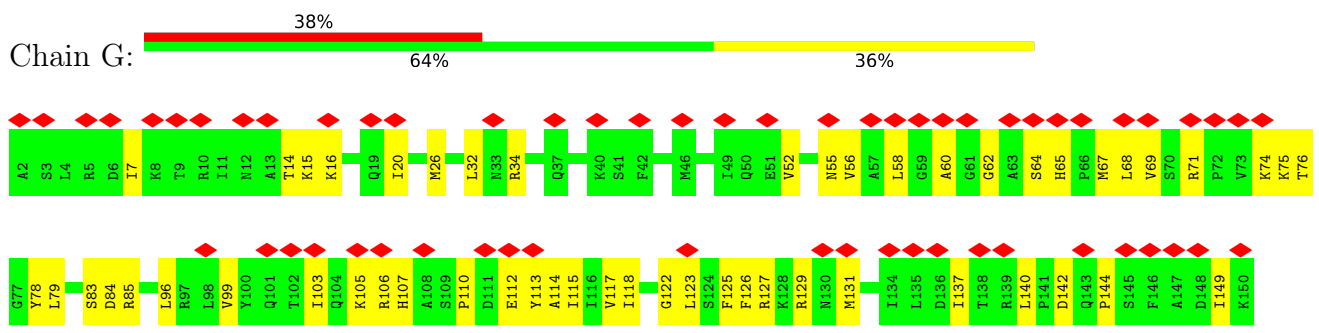 38%
Chain G:
64% 36%
A2 S3 L4 R5 D6 I7 K8 T9 R10 I11 N12 A13 T14 K15 K16 Q19 I20 M26 L32 N33 R34 Q37 K40 S41 F42 M46 I49 Q50 E51 V52 N55 V56 A57 L58 G59 A60 G61 G62 A63 S64 H65 P66 M67 L68 V69 S70 R71 P72 V73 K74 K75 T76
G77 Y78 L79 S83 D84 R85 L96 R97 L98 V99 Y100 Q101 T102 I103 Q104 K105 R106 H107 A108 S109 P110 D111 E112 Y113 A114 I115 I116 V117 I118 G122 L123 S124 F125 F126 R127 K128 R129 N130 M131 I134 L135 D136 I137 T138 R139 L140 P141 D142 Q143 P144 S145 F146 A147 D148 I149 K150